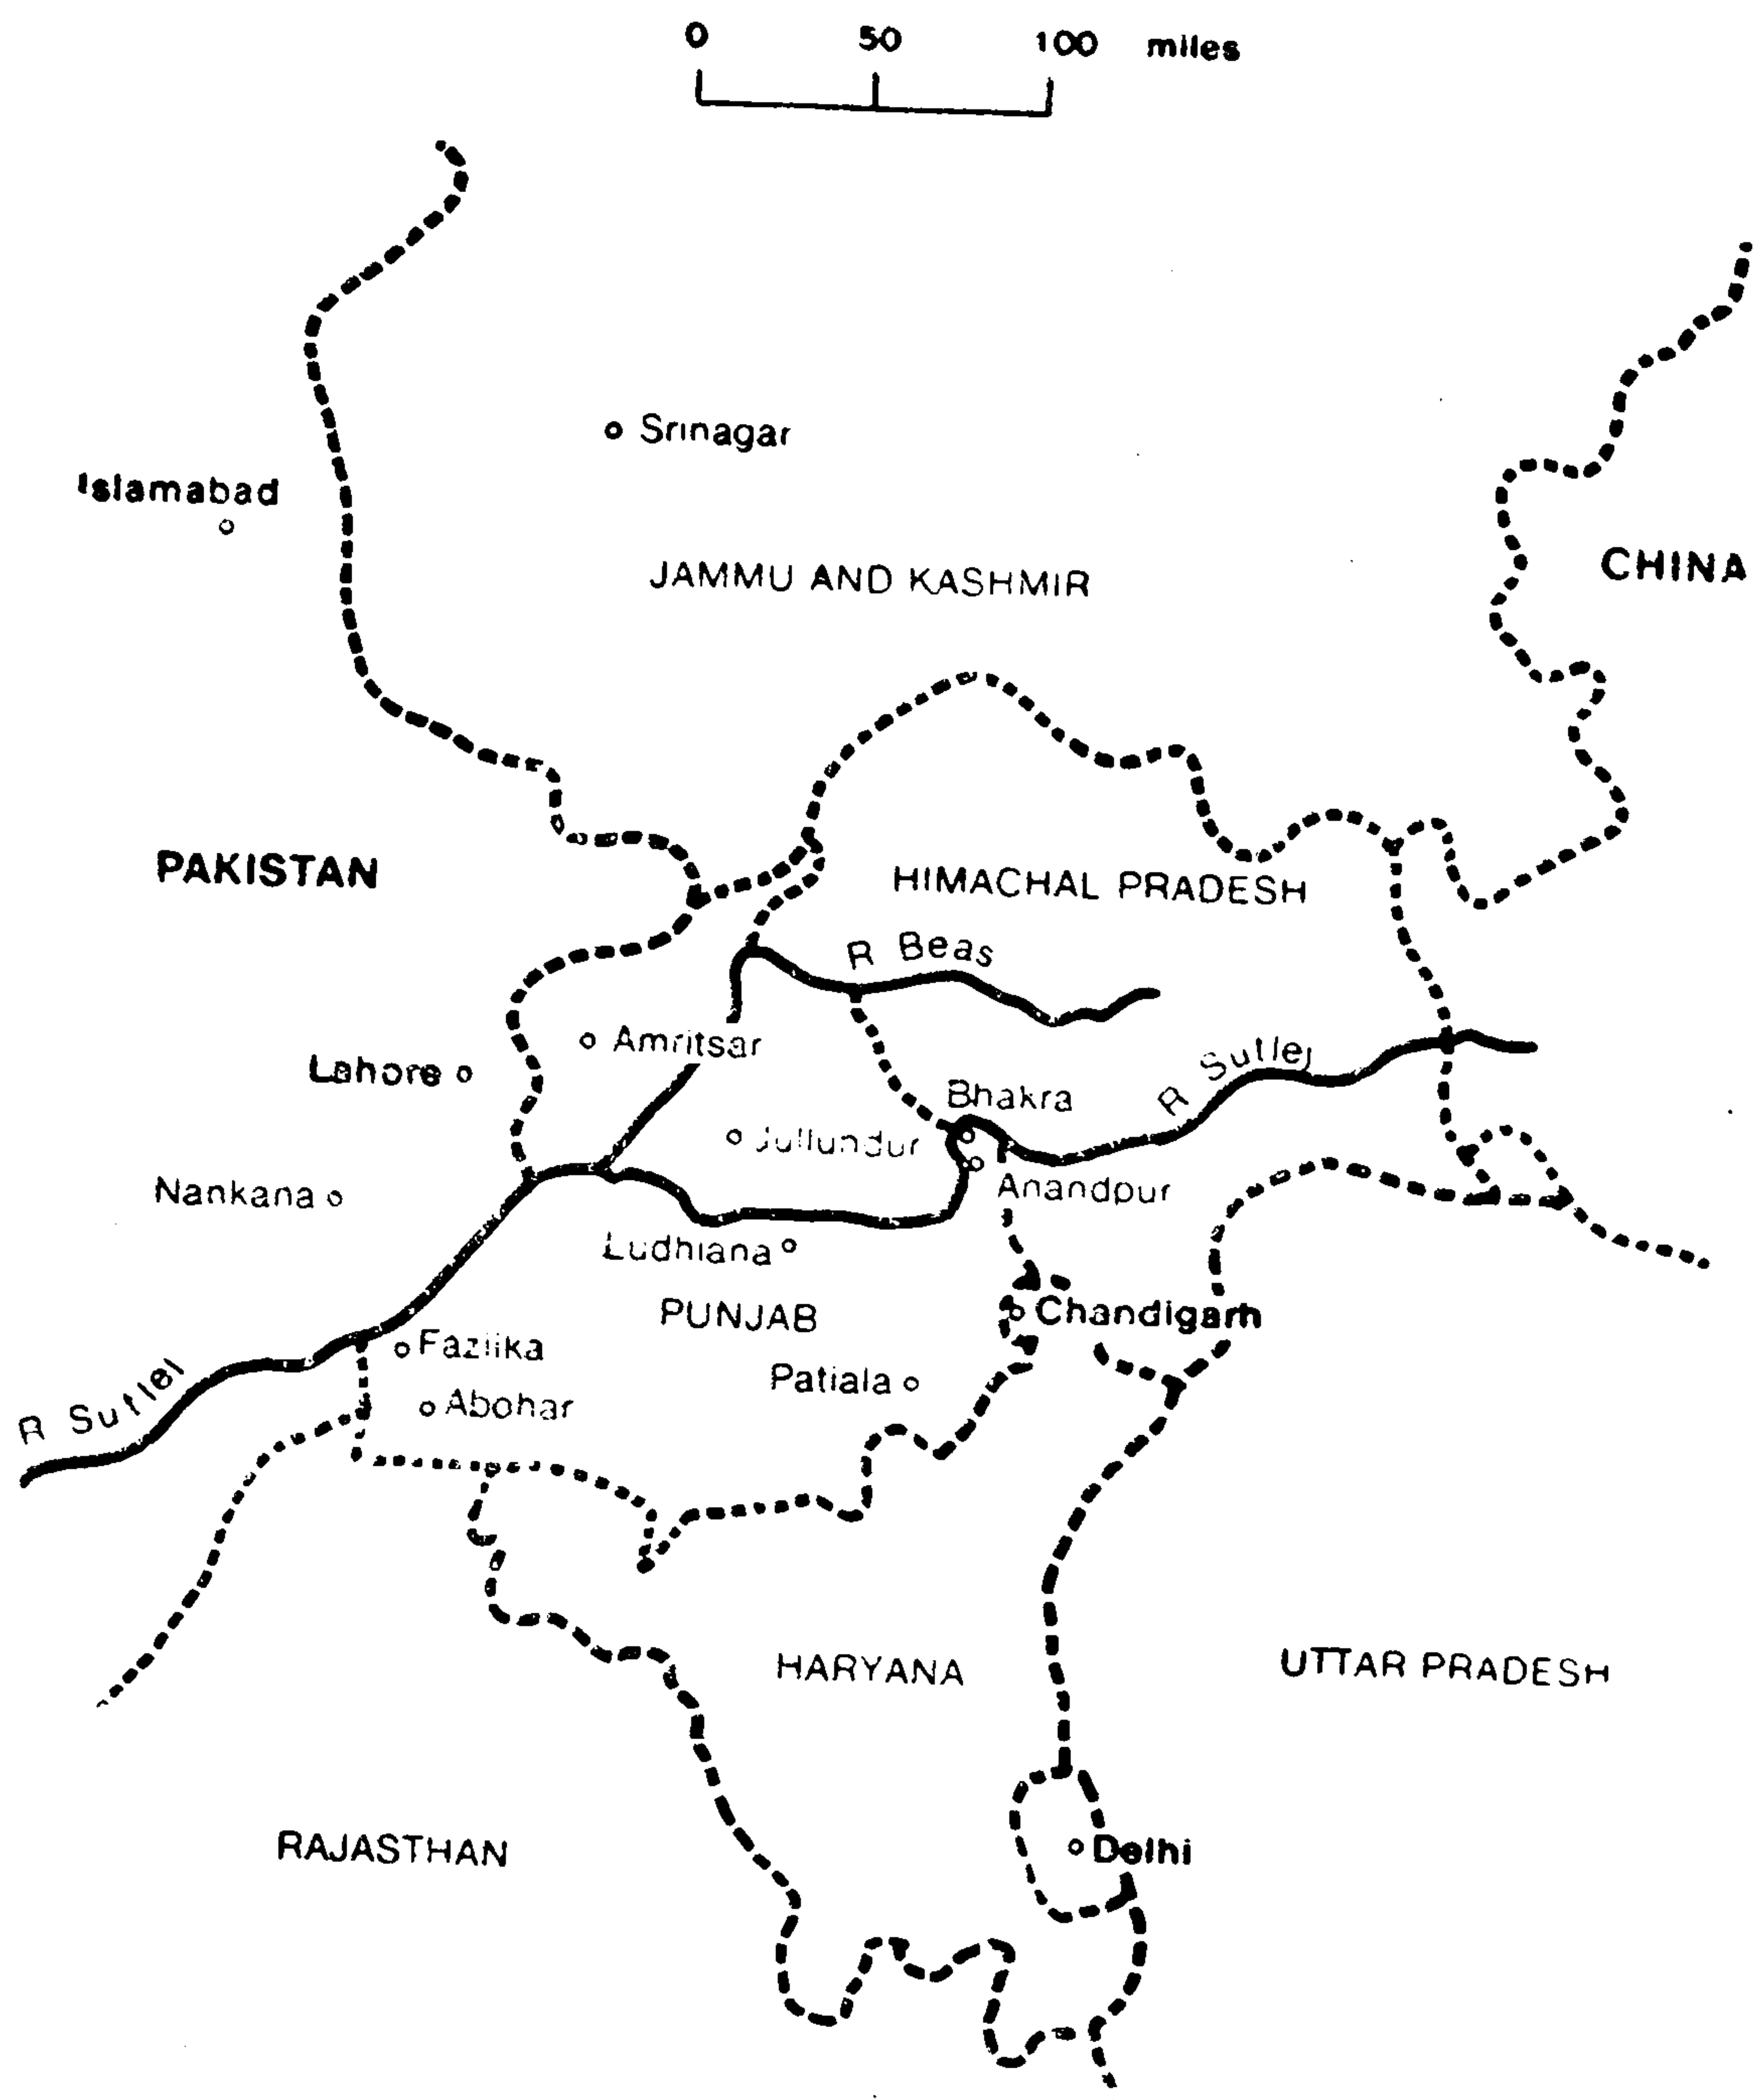 0 50 100 miles
Srinagar
Islamabad
JAMMU AND KASHMIR
CHINA
PAKISTAN
HIMACHAL PRADESH
R Beas
Amritsar
Lahore
R Sutlej
Bhakra
Jullundur
Nankana
Anandpur
Ludhiana
PUNJAB
Chandigarh
Fazilka
Patiala
R Sutlej
Abohar
HARYANA
UTTAR PRADESH
RAJASTHAN
Delhi